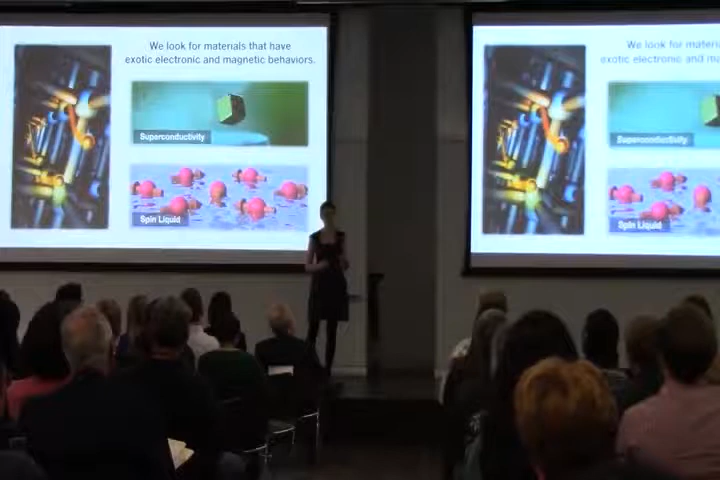 We look for materials that have
exotic electronic and magnetic behaviors.
Superconductivity
Spin Liquid
We look for materi
exotic electronic and ma
Superconductivity
Spin Liquid